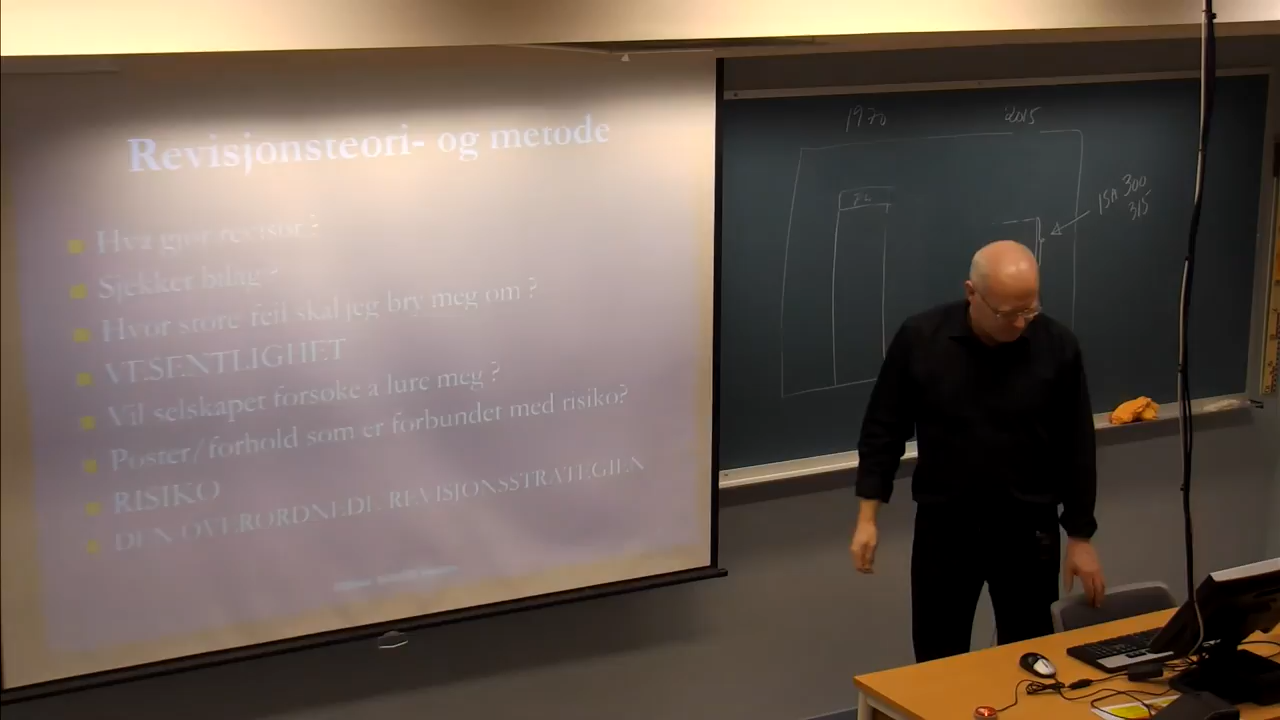 Revisjonsteori- og metode
Hva gjør revisor?
Sjekker bilag?
Hvor store feil skal jeg bry meg om ?
VESENTLIGHET
Vil selskapet forsøke å lure meg ?
Poster/forhold som er forbundet med risiko?
RISIKO
DEN OVERORDNEDE REVISJONSSTRATEGIEN
1970
2015
ISA 300
315